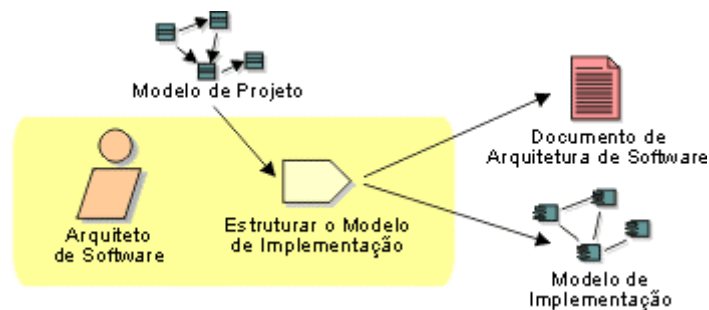 Modelo de Projeto
Arquiteto
de Software
Estruturar o Modelo
de Implementação
Documento de
Arquitetura de Software
Modelo de
Implementação